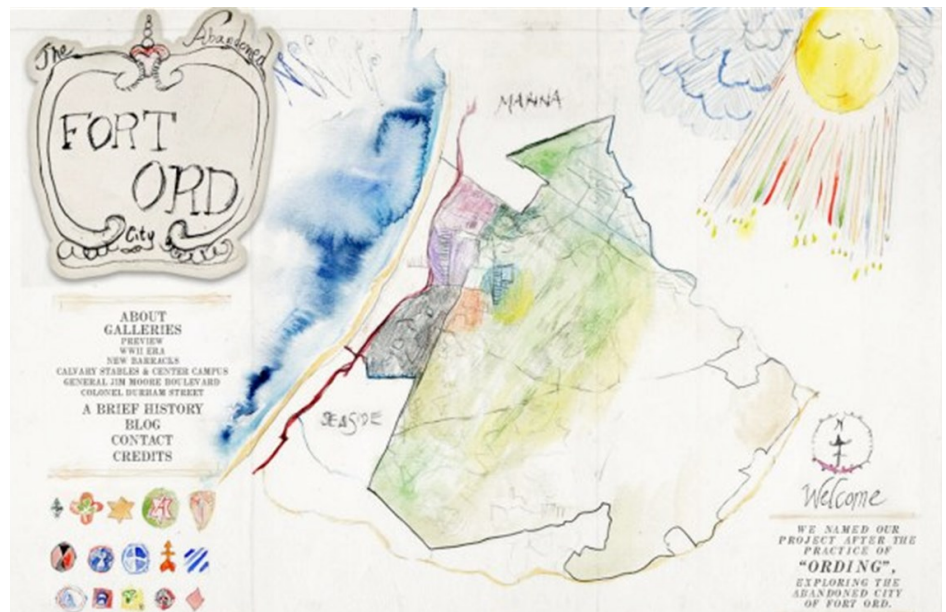 The Abandoned
FORT
ORD
City
MARINA
SEASIDE
ABOUT
GALLERIES
PREVIEW
WWII ERA
NEW BARRACKS
CALVARY STABLES & CENTER CAMPUS
GENERAL JIM MOORE BOULEVARD
COLONEL DURHAM STREET
A BRIEF HISTORY
BLOG
CONTACT
CREDITS
N
Welcome
WE NAMED OUR
PROJECT AFTER THE
PRACTICE OF
“ORDING”,
EXPLORING THE
ABANDONED CITY
OF FORT ORD.